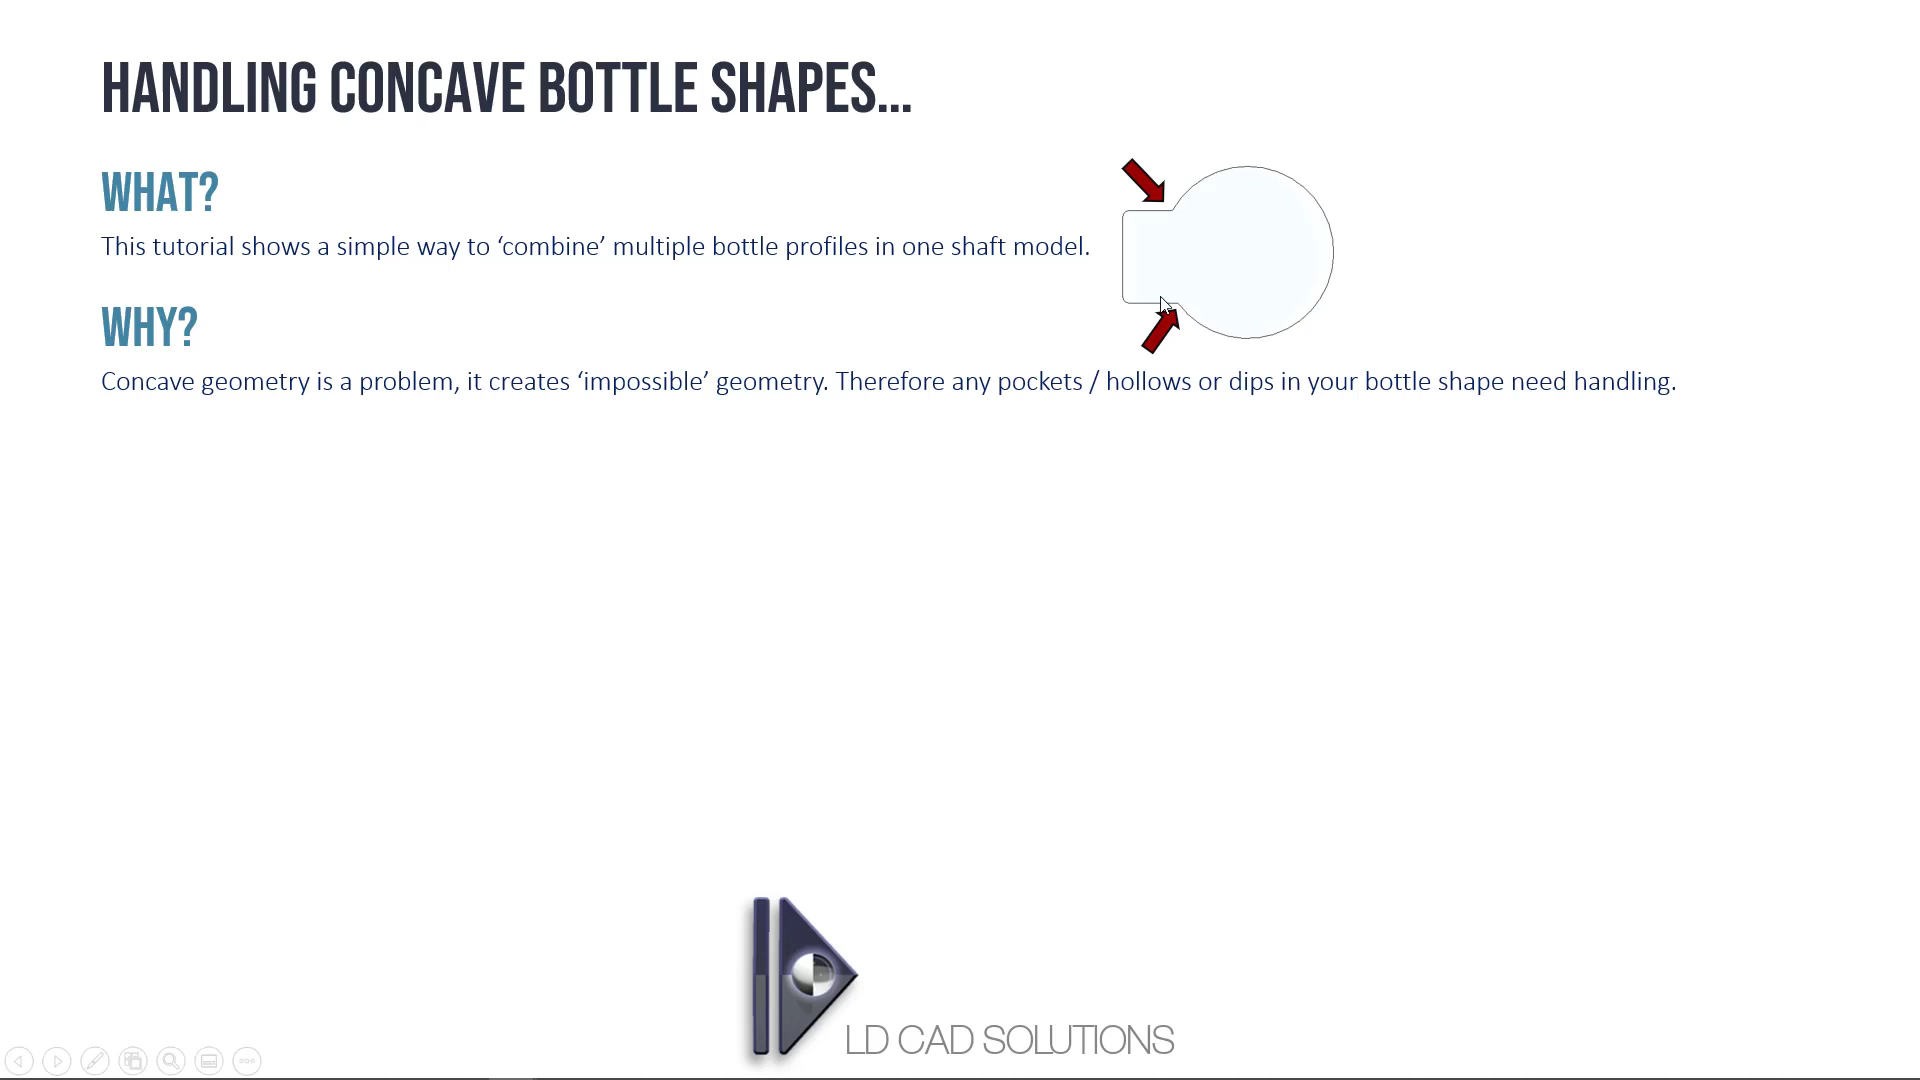 HANDLING CONCAVE BOTTLE SHAPES...
WHAT?
This tutorial shows a simple way to ‘combine’ multiple bottle profiles in one shaft model.
WHY?
Concave geometry is a problem, it creates ‘impossible’ geometry. Therefore any pockets / hollows or dips in your bottle shape need handling.
LD CAD SOLUTIONS